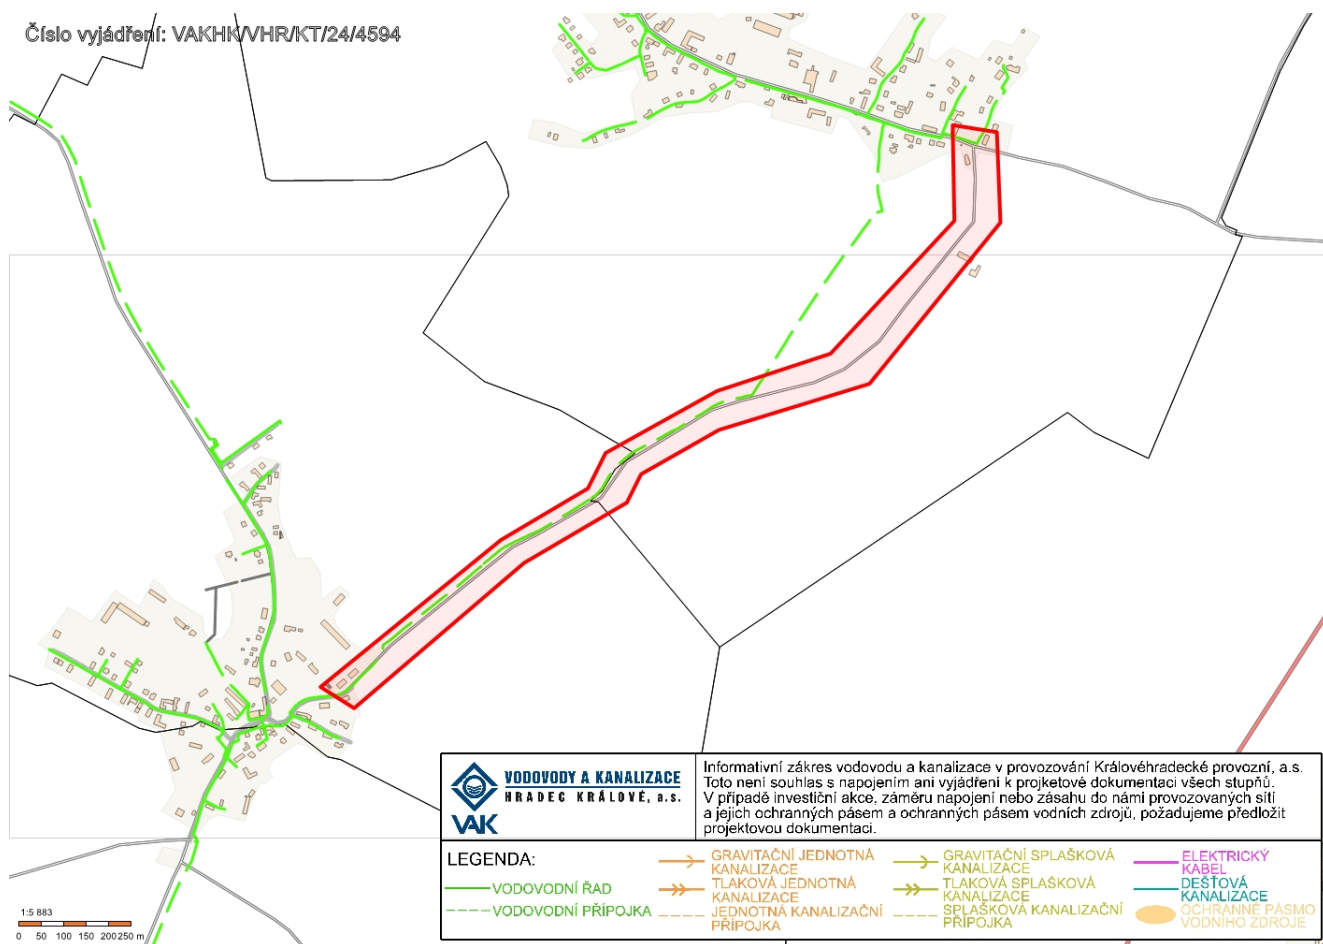 Číslo vyjádření: VAKHK/VHR/KT/24/4594
VODOVODY A KANALIZACE
HRADEC KRÁLOVÉ, a.s.
VAK
Informativní zákres vodovodu a kanalizace v provozování Královéhradecké provozní, a.s.
Toto není souhlas s napojením ani vyjádření k projketové dokumentaci všech stupňů.
V případě investiční akce, záměru napojení nebo zásahu do námi provozovaných sítí
a jejich ochranných pásem a ochranných pásem vodních zdrojů, požadujeme předložit
projektovou dokumentaci.
LEGENDA:
VODOVODNÍ ŘAD
VODOVODNÍ PŘÍPOJKA
GRAVITAČNÍ JEDNOTNÁ
KANALIZACE
TLAKOVÁ JEDNOTNÁ
KANALIZACE
JEDNOTNÁ KANALIZAČNÍ
PŘÍPOJKA
GRAVITAČNÍ SPLAŠKOVÁ
KANALIZACE
TLAKOVÁ SPLAŠKOVÁ
KANALIZACE
SPLAŠKOVÁ KANALIZAČNÍ
PŘÍPOJKA
ELEKTRICKÝ
KABEL
DEŠŤOVÁ
KANALIZACE
OCHRANNÉ PÁSMO
VODNÍHO ZDROJE
1:5 883
0 50 100 150 200 250 m